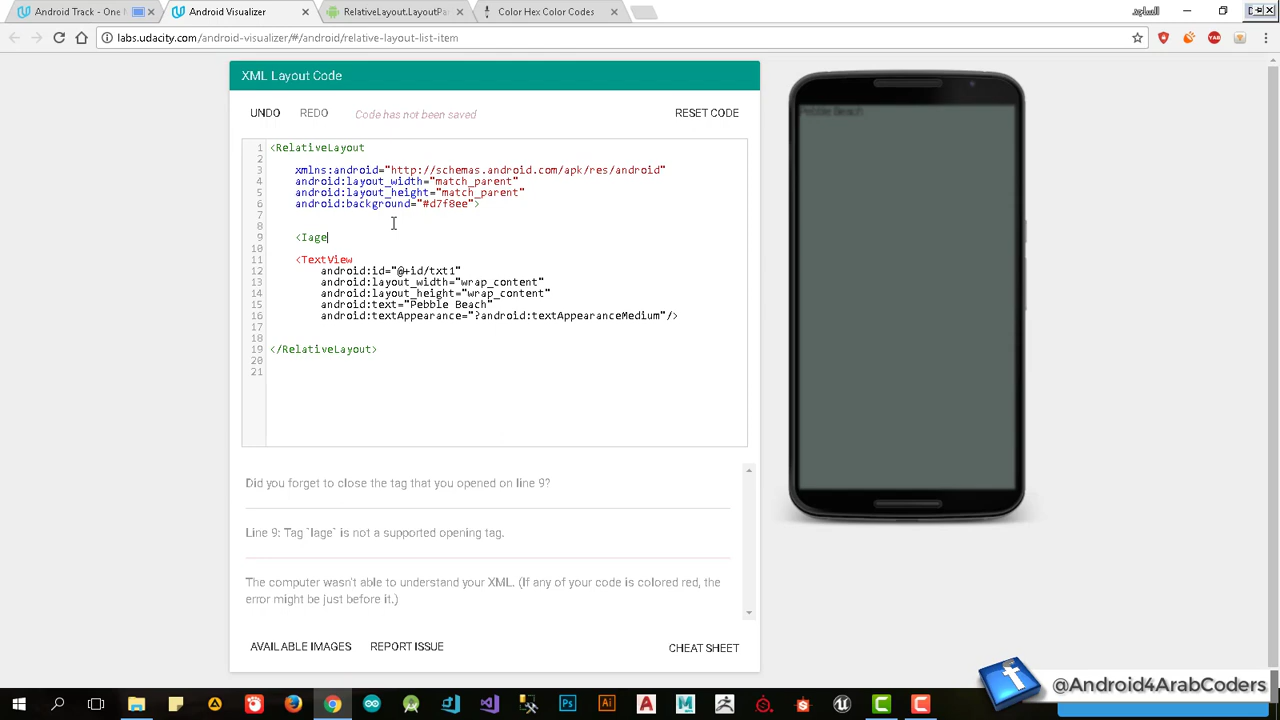 Android Track - One M
Android Visualizer
RelativeLayout.LayoutPa
Color Hex Color Codes
labs.udacity.com/android-visualizer/#/android/relative-layout-list-item
XML Layout Code
UNDO REDO Code has not been saved RESET CODE
1 <RelativeLayout
2
3 xmlns:android="http://schemas.android.com/apk/res/android"
4 android:layout_width="match_parent"
5 android:layout_height="match_parent"
6 android:background="#d7f8ee">
7
8
9 <Iage
10
11 <TextView
12 android:id="@+id/txt1"
13 android:layout_width="wrap_content"
14 android:layout_height="wrap_content"
15 android:text="Pebble Beach"
16 android:textAppearance="?android:textAppearanceMedium"/>
17
18
19 </RelativeLayout>
20
21
Did you forget to close the tag that you opened on line 9?
Line 9: Tag `Iage` is not a supported opening tag.
The computer wasn't able to understand your XML. (If any of your code is colored red, the
error might be just before it.)
AVAILABLE IMAGES REPORT ISSUE CHEAT SHEET
Pebble Beach
@Android4ArabCoders